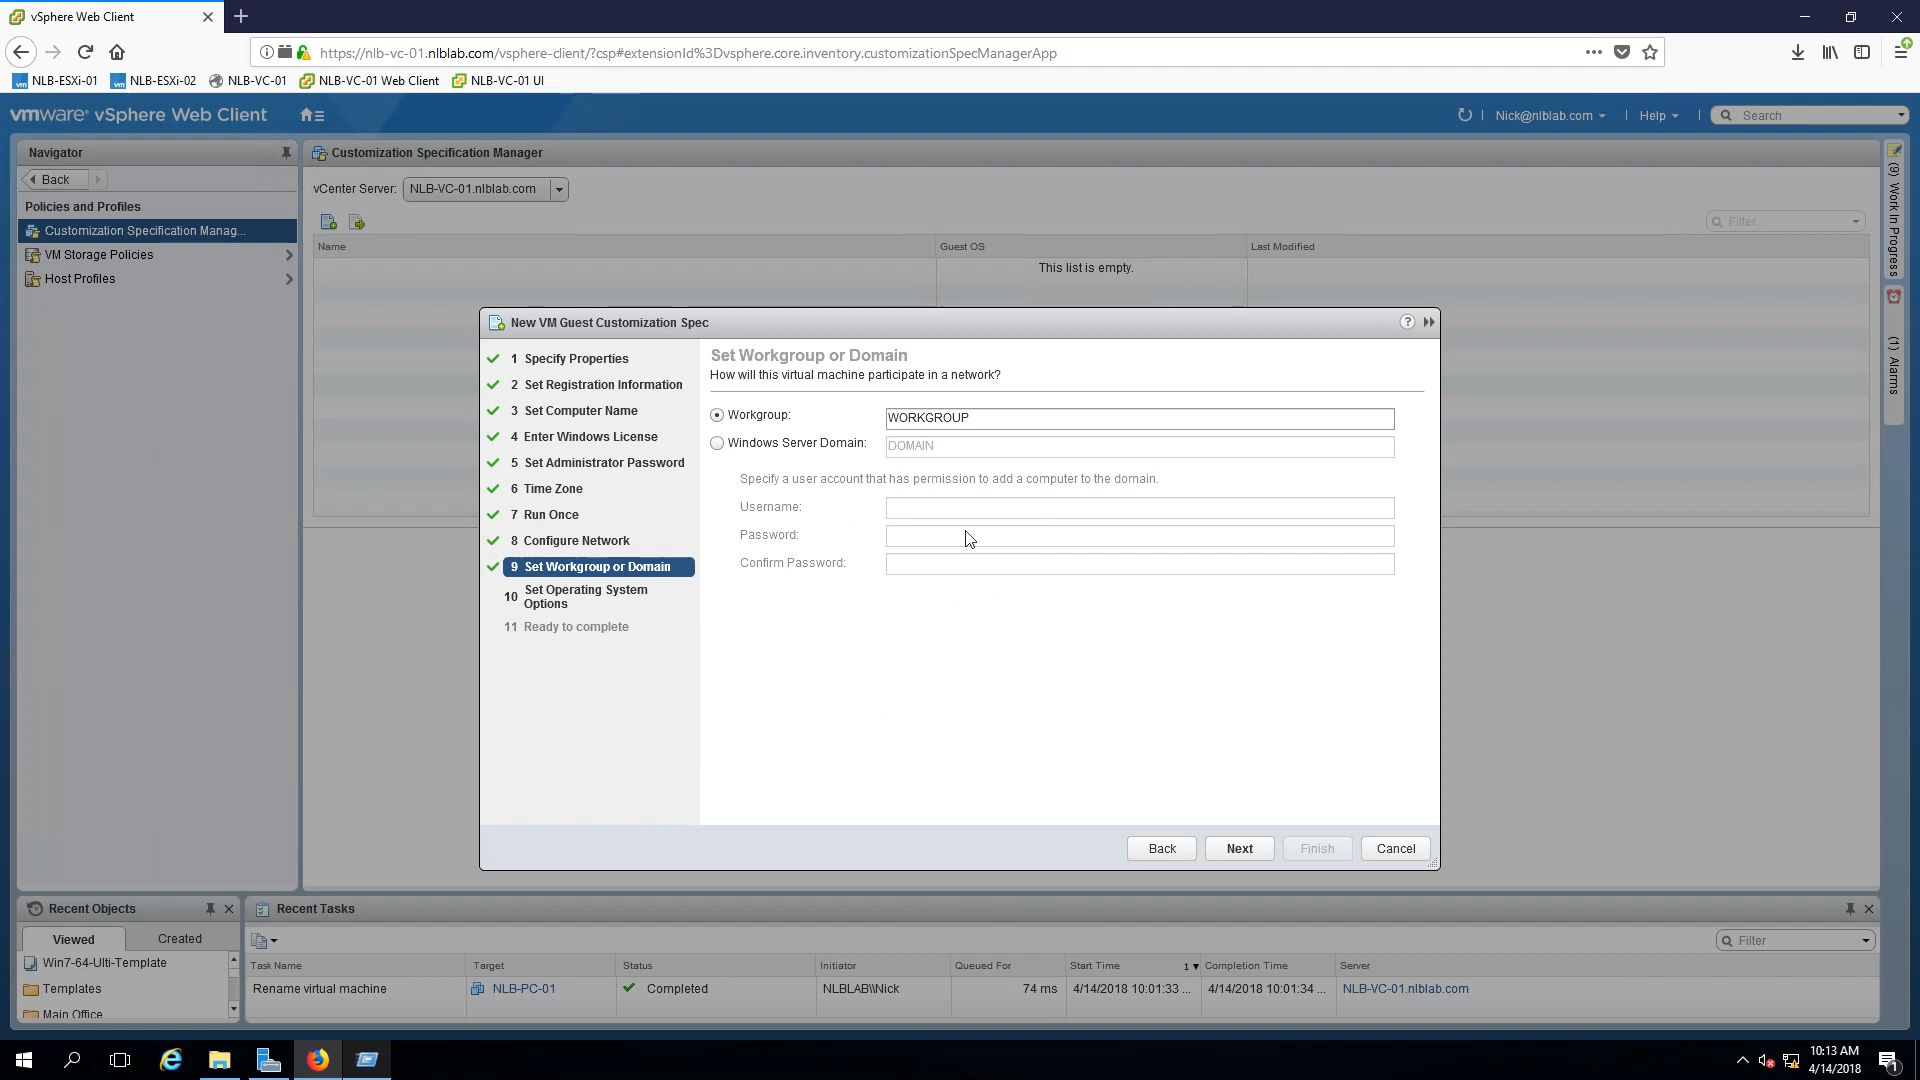 vSphere Web Client
https://nlb-vc-01.nlblab.com/vsphere-client/?csp#extensionId%3Dvsphere.core.inventory.customizationSpecManagerApp
NLB-ESXi-01 NLB-ESXi-02 NLB-VC-01 NLB-VC-01 Web Client NLB-VC-01 UI
vmware® vSphere Web Client
Nick@nlblab.com Help Search
Navigator
Back
Policies and Profiles
Customization Specification Manag...
VM Storage Policies
Host Profiles
Customization Specification Manager
vCenter Server: NLB-VC-01.nlblab.com
Filter
Name Guest OS Last Modified
This list is empty.
(9) Work In Progress
(1) Alarms
New VM Guest Customization Spec
1 Specify Properties
2 Set Registration Information
3 Set Computer Name
4 Enter Windows License
5 Set Administrator Password
6 Time Zone
7 Run Once
8 Configure Network
9 Set Workgroup or Domain
10 Set Operating System
Options
11 Ready to complete
Set Workgroup or Domain
How will this virtual machine participate in a network?
Workgroup: WORKGROUP
Windows Server Domain: DOMAIN
Specify a user account that has permission to add a computer to the domain.
Username:
Password:
Confirm Password:
Back Next Finish Cancel
Recent Objects
Viewed Created
Win7-64-Ulti-Template
Templates
Main Office
Recent Tasks
Filter
Task Name Target Status Initiator Queued For Start Time 1 Completion Time Server
Rename virtual machine NLB-PC-01 Completed NLBLAB\\Nick 74 ms 4/14/2018 10:01:33 ... 4/14/2018 10:01:34 ... NLB-VC-01.nlblab.com
10:13 AM
4/14/2018
1